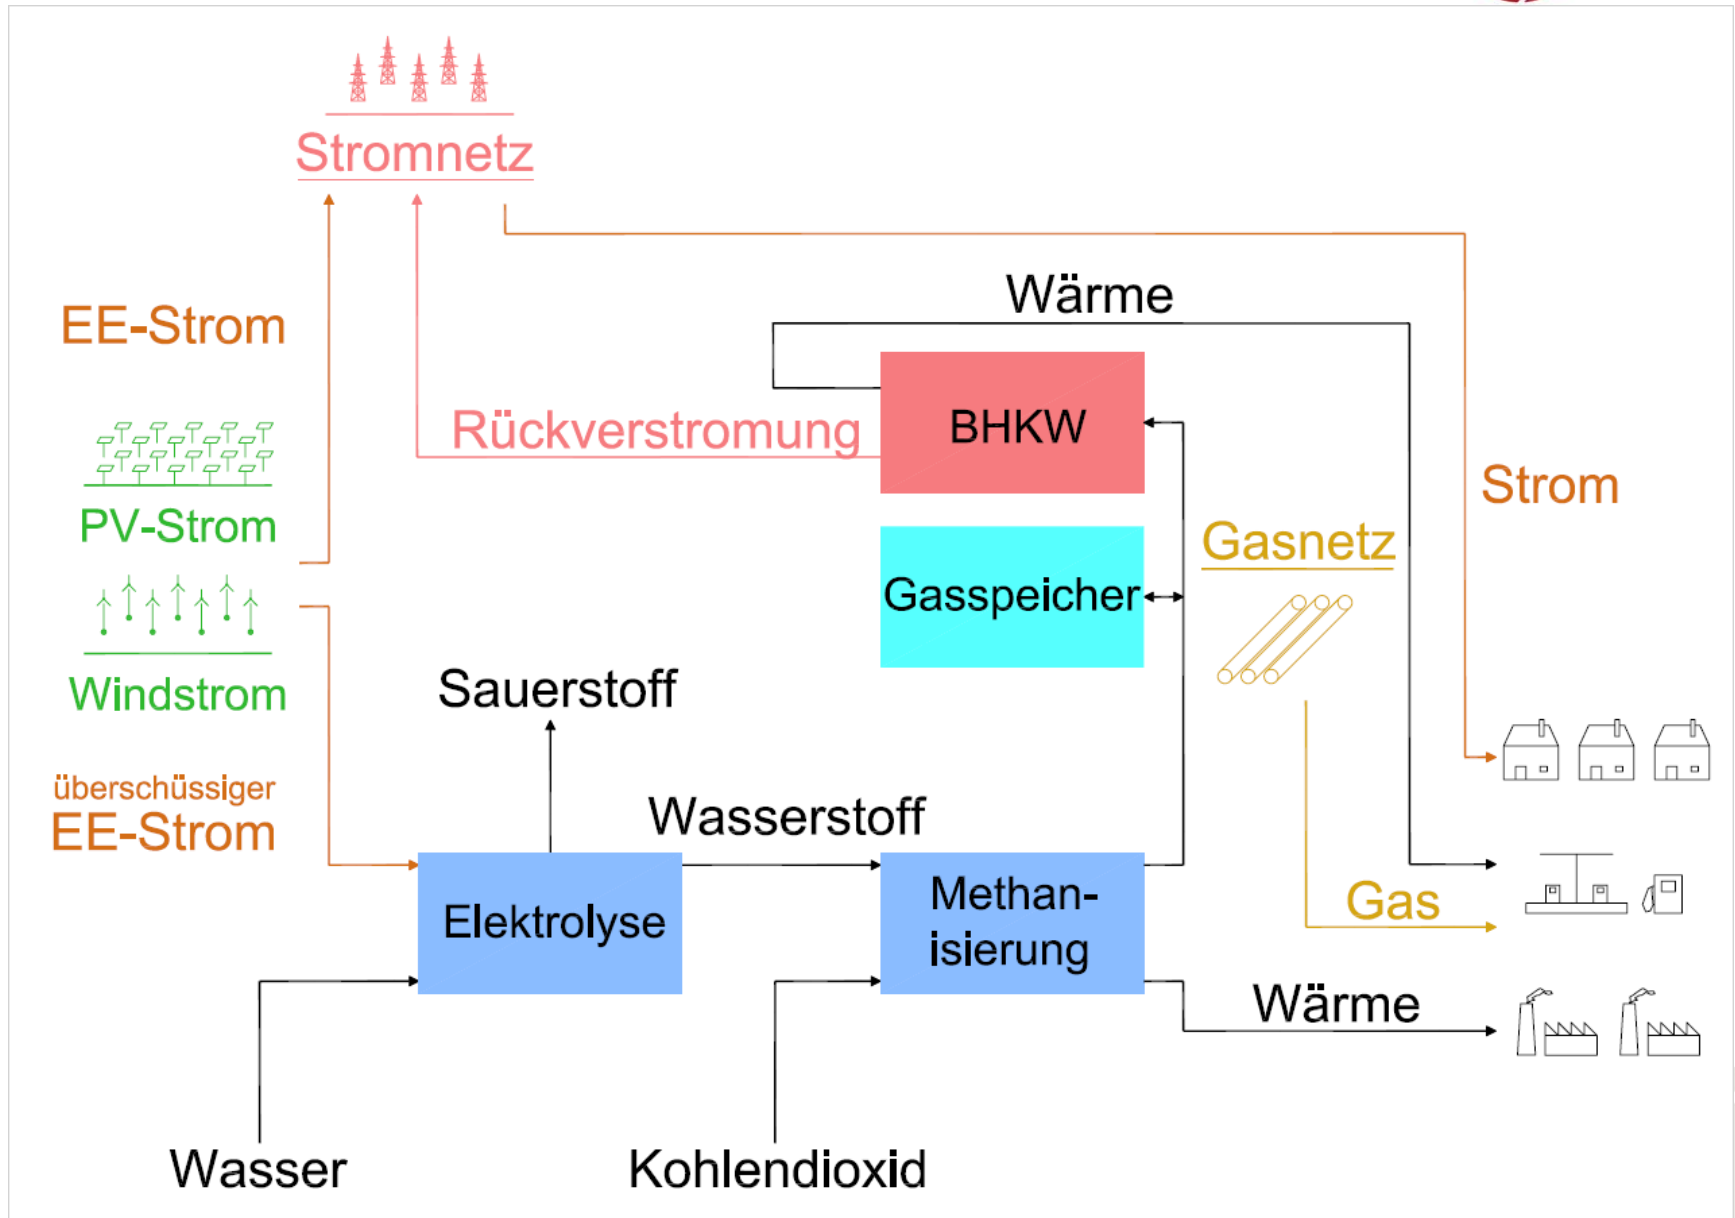 Stromnetz
Wärme
EE-Strom
Rückverstromung
BHKW
Strom
PV-Strom
Gasnetz
Gasspeicher
Windstrom
Sauerstoff
überschüssiger
EE-Strom
Wasserstoff
Elektrolyse
Methan-
isierung
Gas
Wärme
Wasser
Kohlendioxid